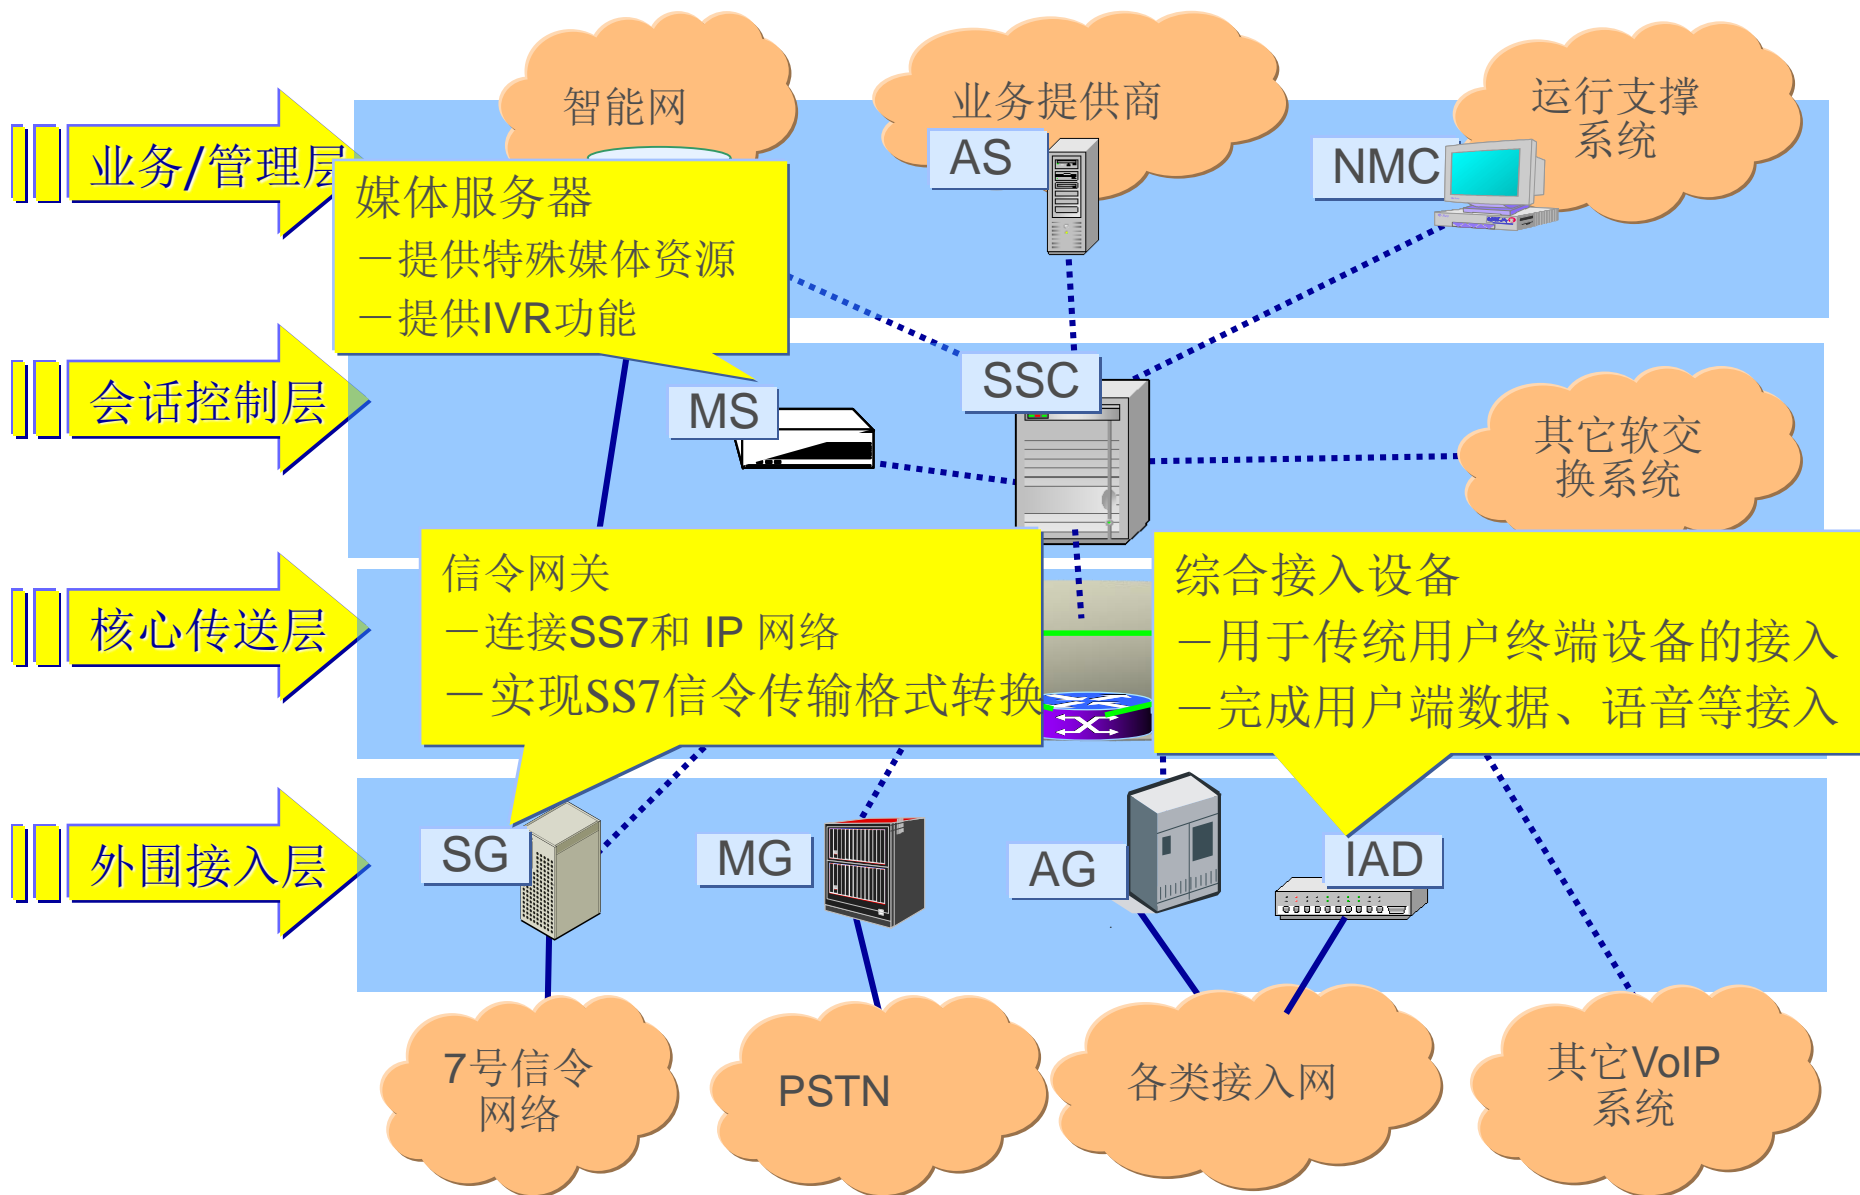 智能网
业务提供商
运行支撑
系统
业务/管理层
AS
NMC
媒体服务器
－提供特殊媒体资源
－提供IVR功能
会话控制层
MS
SSC
其它软交
换系统
核心传送层
信令网关
－连接SS7和 IP 网络
－实现SS7信令传输格式转换
综合接入设备
－用于传统用户终端设备的接入
－完成用户端数据、语音等接入
外围接入层
SG
MG
AG
IAD
7号信令
网络
PSTN
各类接入网
其它VoIP
系统